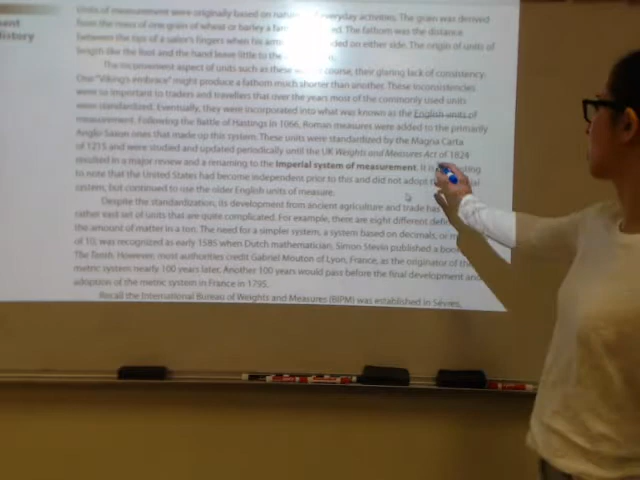 Units of measurement were originally based on everyday activities. The grain was derived
sant from the mass of one grain of wheat or barley a The fathom was the distance
History between the tips of a sailor's fingers when his arms on either side. The origin of units of
length like the foot and the hand leave little to the
The inconvenient aspect of units such as these course, their glaring lack of consistency.
One "Viking's embrace" might produce a fathom much shorter than another. These inconsistencies
were so important to traders and travellers that over the years most of the commonly used units
were standardized. Eventually, they were incorporated into what was known as the English units of
measurement. Following the Battle of Hastings in 1066, Roman measures were added to the primarily
Anglo-Saxon ones that made up this system. These units were standardized by the Magna Carta
of 1215 and were studied and updated periodically until the UK Weights and Measures Act of 1824
resulted in a major review and a renaming to the Imperial system of measurement. It is
to note that the United States had become independent prior to this and did not adopt
system, but continued to use the older English units of measure.
Despite the standardization, its development from ancient agriculture and trade has
rather vast set of units that are quite complicated. For example, there are eight different
the amount of matter in a ton. The need for a simpler system, a system based on decimals, or
of 10, was recognized as early 1585 when Dutch mathematician, Simon Stevin published a
The Tenth. However, most authorities credit Gabriel Mouton of Lyon, France, as the originator of the
metric system nearly 100 years later. Another 100 years would pass before the final development and
adoption of the metric system in France in 1795.
Recall the International Bureau of Weights and Measures (BIPM) was established in Sèvres,